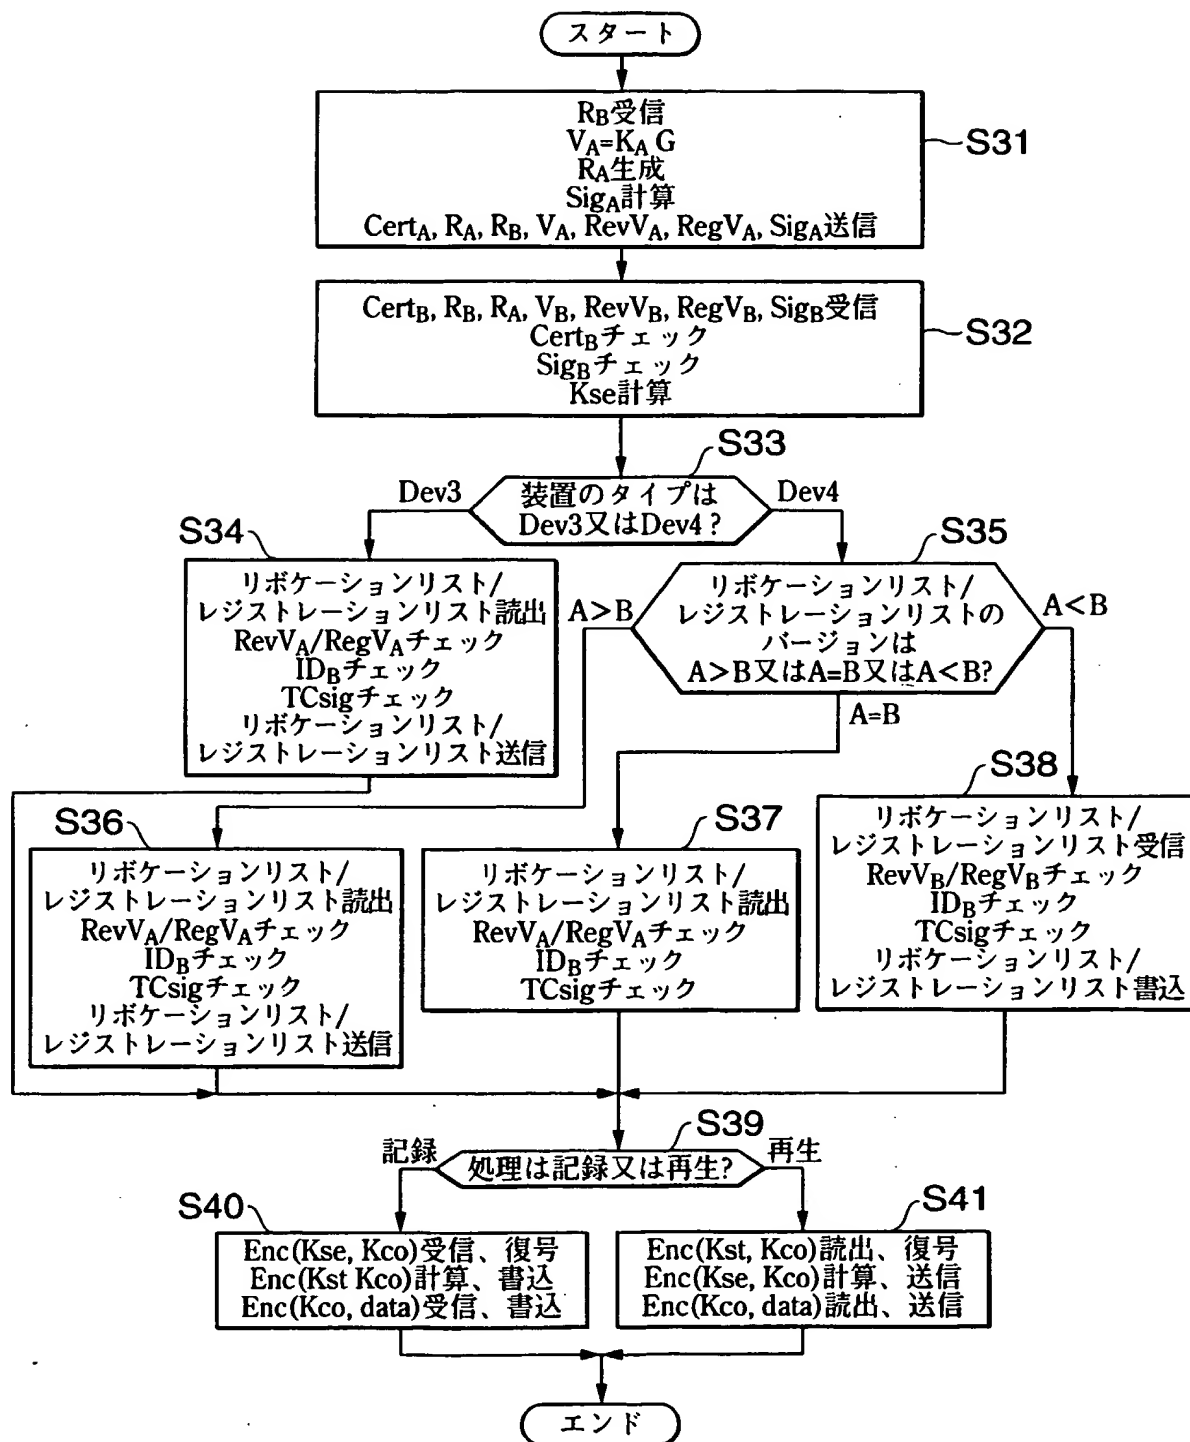 スタート
RB受信
VA=KA G
RA生成
SigA計算
CertA, RA, RB, VA, RevVA, RegVA, SigA送信
S31
CertB, RB, RA, VB, RevVB, RegVB, SigB受信
CertBチェック
SigBチェック
Kse計算
S32
S33
装置のタイプは
Dev3又はDev4?
Dev3
Dev4
S34
リボケーションリスト/
レジストレーションリスト読出
RevVA/RegVAチェック
IDBチェック
TCsigチェック
リボケーションリスト/
レジストレーションリスト送信
S35
リボケーションリスト/
レジストレーションリストの
バージョンは
A>B又はA=B又はA<B?
A>B
A<B
A=B
S36
リボケーションリスト/
レジストレーションリスト読出
RevVA/RegVAチェック
IDBチェック
TCsigチェック
リボケーションリスト/
レジストレーションリスト送信
S37
リボケーションリスト/
レジストレーションリスト読出
RevVA/RegVAチェック
IDBチェック
TCsigチェック
S38
リボケーションリスト/
レジストレーションリスト受信
RevVB/RegVBチェック
IDBチェック
TCsigチェック
リボケーションリスト/
レジストレーションリスト書込
S39
記録
処理は記録又は再生?
再生
S40
Enc(Kse, Kco)受信、復号
Enc(Kst Kco)計算、書込
Enc(Kco, data)受信、書込
S41
Enc(Kst, Kco)読出、復号
Enc(Kse, Kco)計算、送信
Enc(Kco, data)読出、送信
エンド